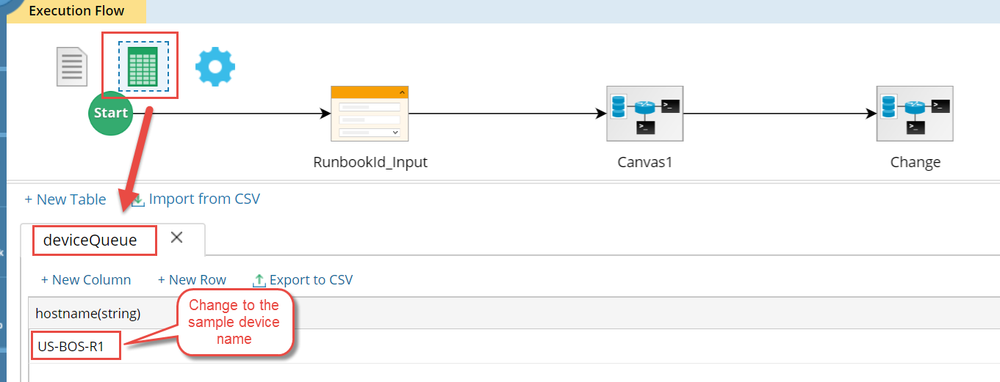 Execution Flow
Start
>_
>_
>_
>_
RunbookId_Input
Canvas1
Change
+ New Table
Import from CSV
deviceQueue
+ New Column
+ New Row
Export to CSV
hostname(string)
Change to the
sample device
name
US-BOS-R1